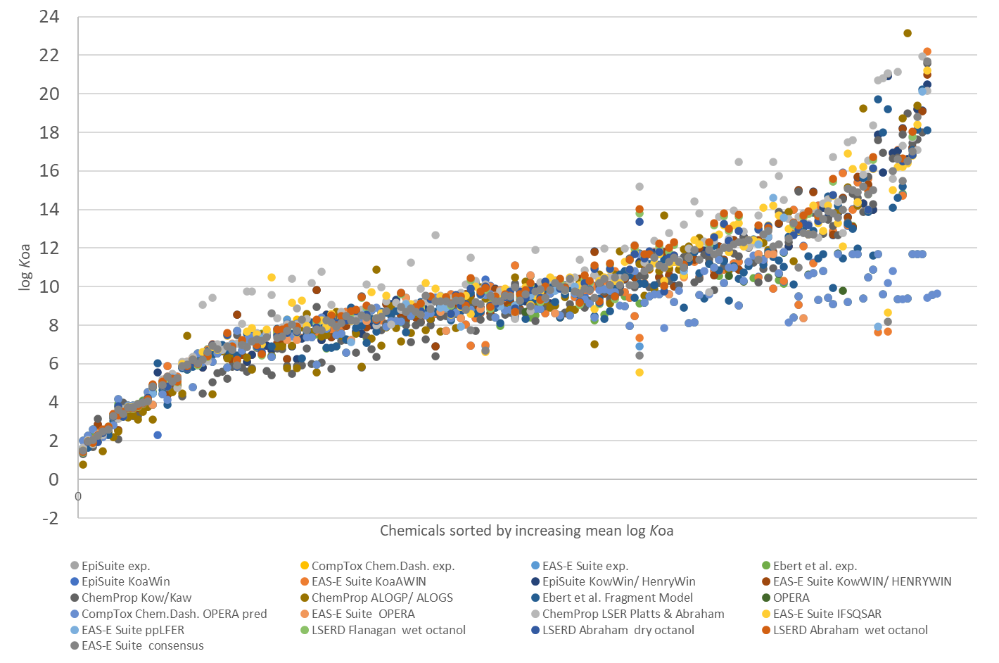 24
22
20
18
16
14
12
10
8
6
4
2
0
-2
log Koa
0
Chemicals sorted by increasing mean log Koa
EpiSuite exp. CompTox Chem.Dash. exp. EAS-E Suite exp. Ebert et al. exp.
EpiSuite KoaWin EAS-E Suite KoaAWIN EpiSuite KowWin/ HenryWin EAS-E Suite KowWIN/ HENRYWIN
ChemProp Kow/Kaw ChemProp ALOGP/ ALOGS Ebert et al. Fragment Model OPERA
CompTox Chem.Dash. OPERA pred EAS-E Suite OPERA ChemProp LSER Platts & Abraham EAS-E Suite IFSQSAR
EAS-E Suite ppLFER LSERD Flanagan wet octanol LSERD Abraham dry octanol LSERD Abraham wet octanol
EAS-E Suite consensus